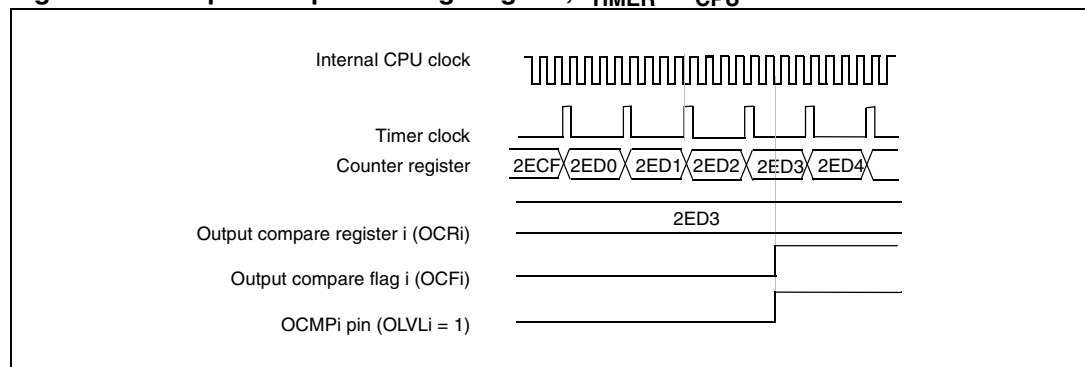 Internal CPU clock
Timer clock
Counter register
2ECF 2ED0 2ED1 2ED2 2ED3 2ED4
2ED3
Output compare register i (OCRi)
Output compare flag i (OCFi)
OCMPi pin (OLVLi = 1)